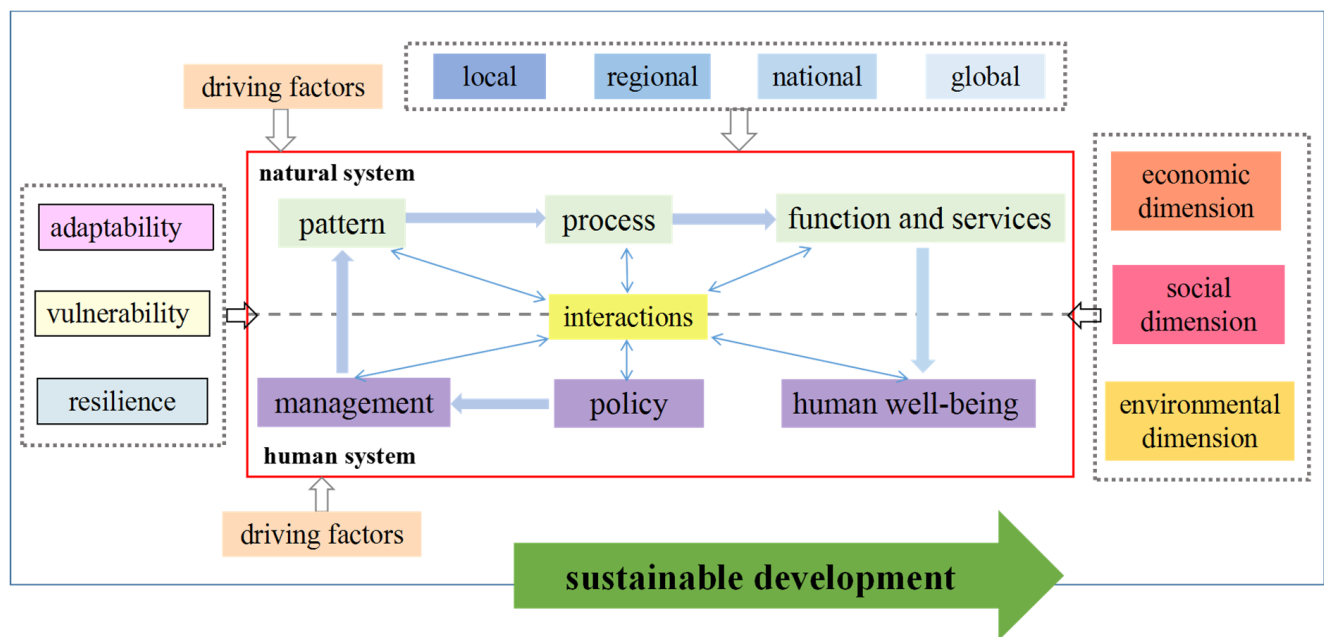 local
regional
national
global
driving factors
natural system
pattern
process
function and services
adaptability
vulnerability
resilience
interactions
management
policy
human well-being
human system
economic
dimension
social
dimension
environmental
dimension
driving factors
sustainable development